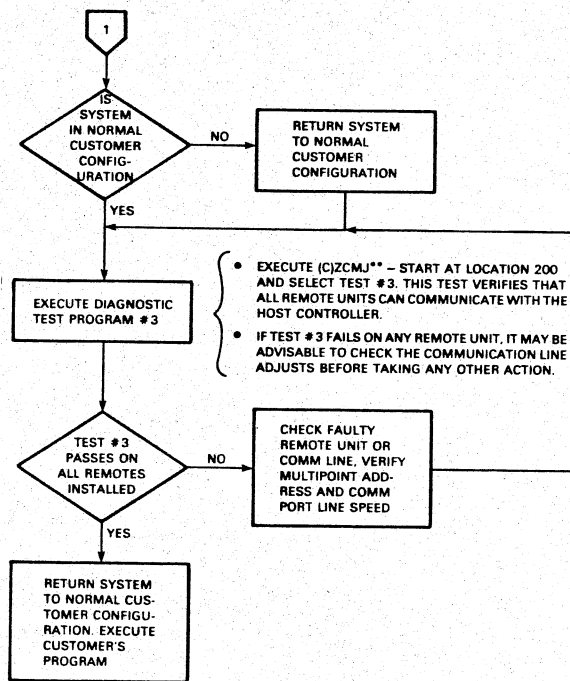 1
IS
SYSTEM
IN NORMAL
CUSTOMER
CONFIG-
URATION
NO
RETURN SYSTEM
TO NORMAL
CUSTOMER
CONFIGURATION
YES
EXECUTE DIAGNOSTIC
TEST PROGRAM #3
• EXECUTE (C)ZCMJ** – START AT LOCATION 200
AND SELECT TEST #3. THIS TEST VERIFIES THAT
ALL REMOTE UNITS CAN COMMUNICATE WITH THE
HOST CONTROLLER.
• IF TEST #3 FAILS ON ANY REMOTE UNIT, IT MAY BE
ADVISABLE TO CHECK THE COMMUNICATION LINE
ADJUSTS BEFORE TAKING ANY OTHER ACTION.
TEST #3
PASSES ON
ALL REMOTES
INSTALLED
NO
CHECK FAULTY
REMOTE UNIT OR
COMM LINE, VERIFY
MULTIPOINT AD-
RESS AND COMM
PORT LINE SPEED
YES
RETURN SYSTEM
TO NORMAL CUS-
TOMER CONFIGU-
RATION. EXECUTE
CUSTOMER'S
PROGRAM